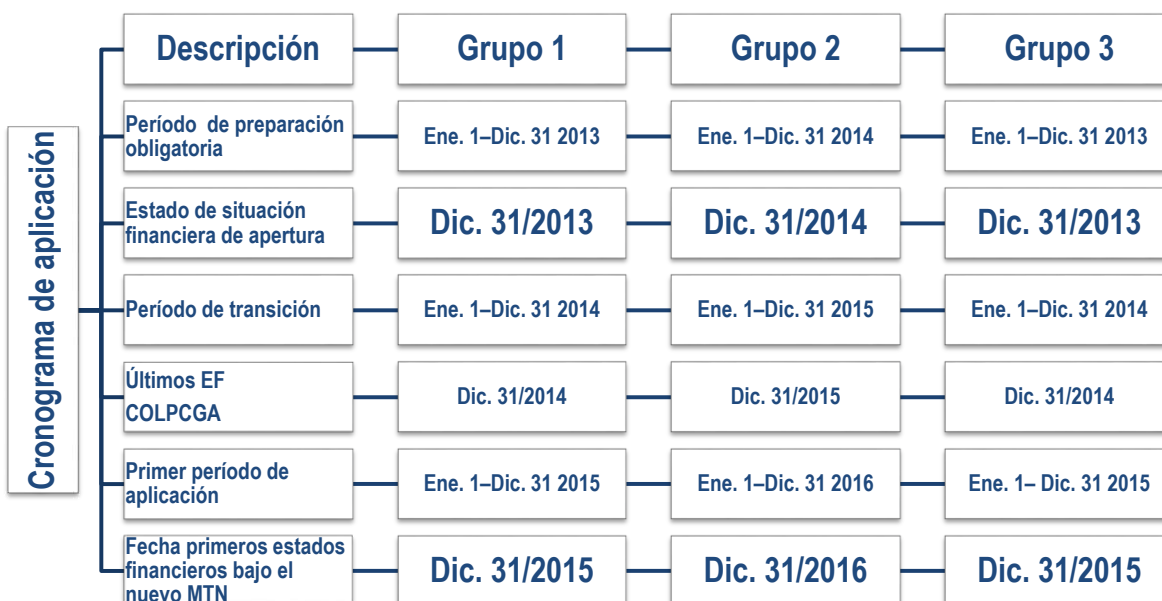 Cronograma de aplicación
Descripción
Grupo 1
Grupo 2
Grupo 3
Período de preparación
obligatoria
Ene. 1–Dic. 31 2013
Ene. 1–Dic. 31 2014
Ene. 1–Dic. 31 2013
Estado de situación
financiera de apertura
Dic. 31/2013
Dic. 31/2014
Dic. 31/2013
Período de transición
Ene. 1–Dic. 31 2014
Ene. 1–Dic. 31 2015
Ene. 1–Dic. 31 2014
Últimos EF
COLPCGA
Dic. 31/2014
Dic. 31/2015
Dic. 31/2014
Primer período de
aplicación
Ene. 1–Dic. 31 2015
Ene. 1–Dic. 31 2016
Ene. 1– Dic. 31 2015
Fecha primeros estados
financieros bajo el
nuevo MTN
Dic. 31/2015
Dic. 31/2016
Dic. 31/2015